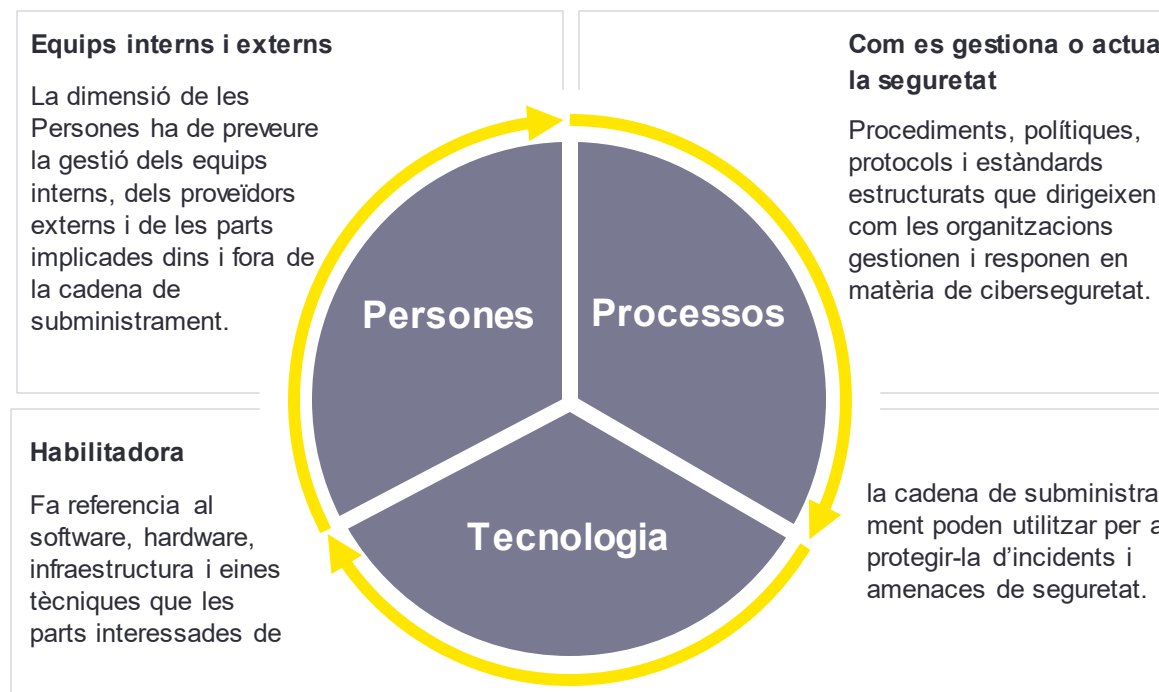 Equips interns i externs
La dimensió de les
Persones ha de preveure
la gestió dels equips
interns, dels proveïdors
externs i de les parts
implicades dins i fora de
la cadena de
subministrament.
Com es gestiona o actua
la seguretat
Procediments, polítiques,
protocols i estàndards
estructurats que dirigeixen
com les organitzacions
gestionen i responen en
matèria de ciberseguretat.
Persones
Processos
Tecnologia
Habilitadora
Fa referencia al
software, hardware,
infraestructura i eines
tècniques que les
parts interessades de
la cadena de subministra
ment poden utilitzar per a
protegir-la d’incidents i
amenaces de seguretat.